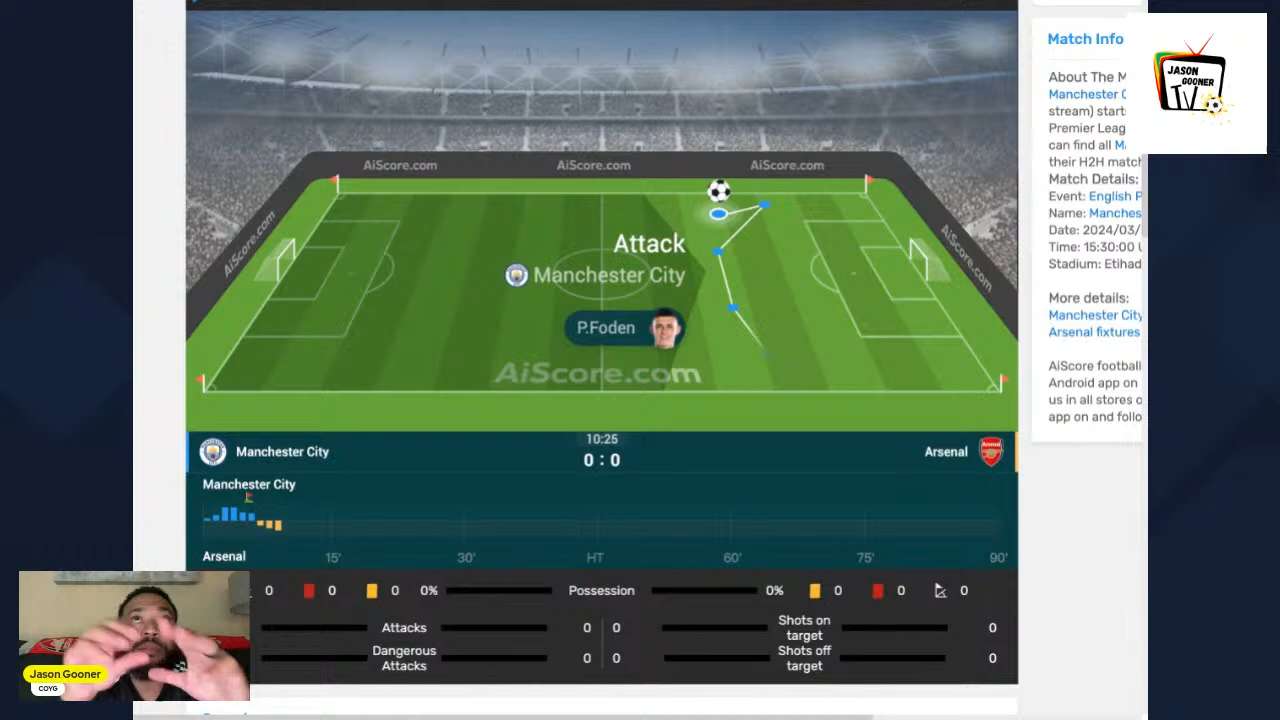 AiScore.com
AiScore.com
AiScore.com
AiScore.com
AiScore.com
Attack
Manchester City
P.Foden
AiScore.com
Manchester City
10:25
0 : 0
Arsenal
Manchester City
Arsenal
15'
30'
HT
60'
75'
90'
0 0 0 0% Possession 0% 0 0 0
Attacks 0 0 Shots on target 0
Dangerous Attacks 0 0 Shots off target 0
Match Info
About The M
Manchester C
stream) start
Premier Leag
can find all M
their H2H match
Match Details:
Event: English P
Name: Manches
Date: 2024/03/
Time: 15:30:00 U
Stadium: Etihad
More details:
Manchester City
Arsenal fixtures
AiScore football
Android app on
us in all stores o
app on and follo
JASON
GOONER
TV
Jason Gooner
COYG